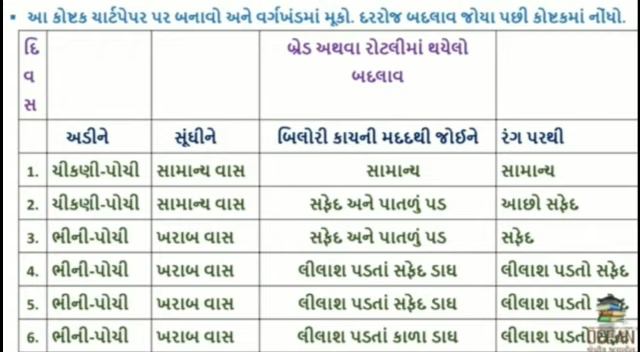 ▪ આ કોષ્ટક ચાર્ટપેપર પર બનાવો અને વર્ગખંડમાં મૂકો. દરરોજ બદલાવ જોયા પછી કોષ્ટકમાં નોંધો.
દિવસ બ્રેડ અથવા રોટલીમાં થયેલો
બદલાવ
અડીને સૂંઘીને બિલોરી કાચની મદદથી જોઈને રંગ પરથી
1. ચીકણી-પોચી સામાન્ય વાસ સામાન્ય સામાન્ય
2. ચીકણી-પોચી સામાન્ય વાસ સફેદ અને પાતળું પડ આછો સફેદ
3. ભીની-પોચી ખરાબ વાસ સફેદ અને પાતળું પડ સફેદ
4. ભીની-પોચી ખરાબ વાસ લીલાશ પડતાં સફેદ ડાઘ લીલાશ પડતો સફેદ
5. ભીની-પોચી ખરાબ વાસ લીલાશ પડતાં સફેદ ડાઘ લીલાશ પડતો
6. ભીની-પોચી ખરાબ વાસ લીલાશ પડતાં કાળા ડાઘ લીલાશ પડતો